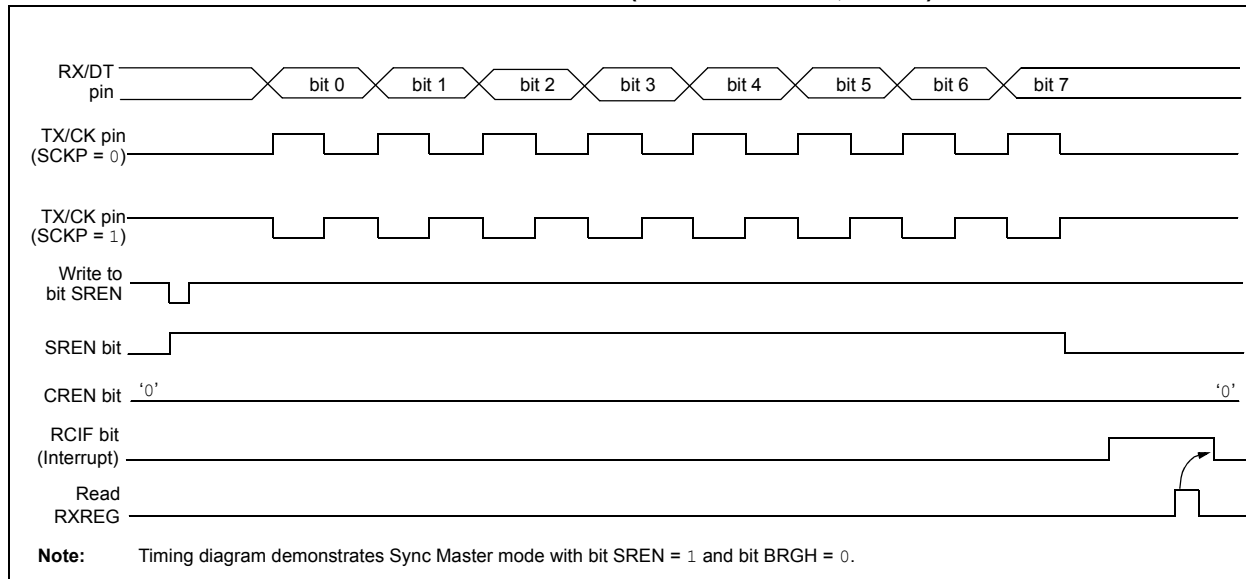 RX/DT
pin
bit 0 bit 1 bit 2 bit 3 bit 4 bit 5 bit 6 bit 7
TX/CK pin
(SCKP = 0)
TX/CK pin
(SCKP = 1)
Write to
bit SREN
SREN bit
CREN bit ‘0’ ‘0’
RCIF bit
(Interrupt)
Read
RXREG
Note: Timing diagram demonstrates Sync Master mode with bit SREN = 1 and bit BRGH = 0.